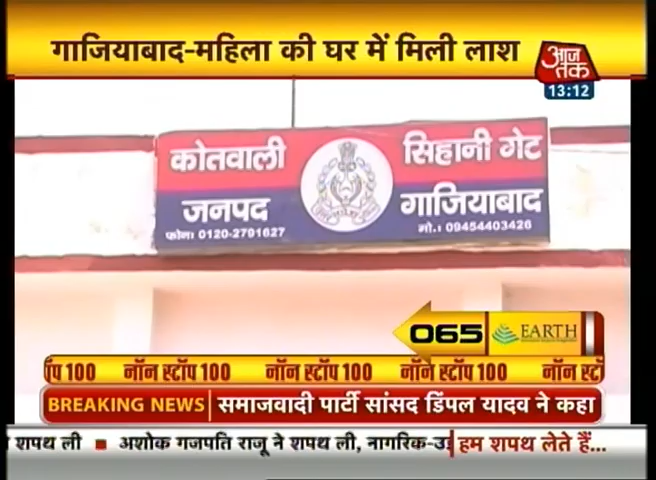 गाजियाबाद-महिला की घर में मिली लाश
आज तक
13:12
कोतवाली सिहानी गेट
जनपद गाजियाबाद
फोन: 0120-2791627 मो.: 09454403426
065 EARTH
ॉप 100 नॉन स्टॉप 100 नॉन स्टॉप 100 नॉन स्टॉप 100 नॉन स्टॉ
BREAKING NEWS समाजवादी पार्टी सांसद डिंपल यादव ने कहा
शपथ ली ■ अशोक गजपति राजू ने शपथ ली, नागरिक-उ हम शपथ लेते हैं...